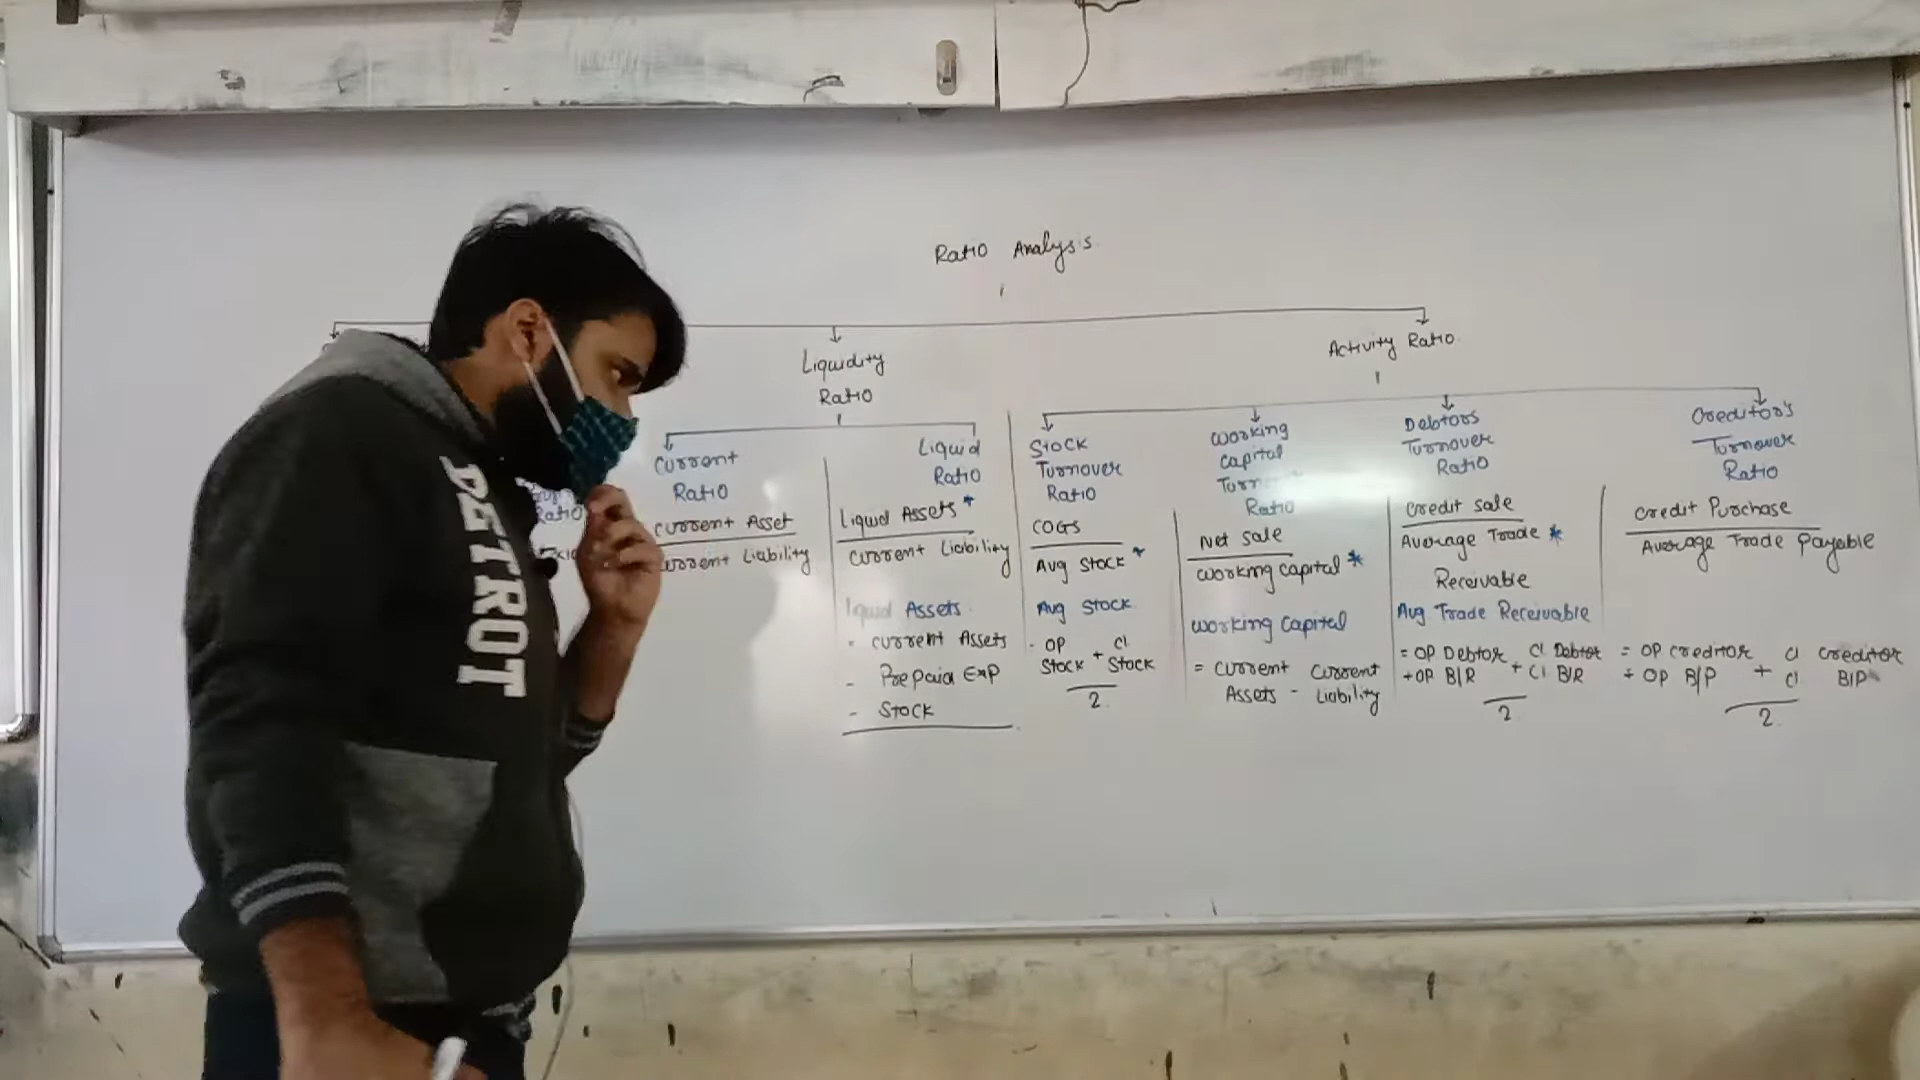 Ratio Analysis
Liquidity
Ratio
Activity Ratio
Current
Ratio
Current Asset
Current Liability
Liquid
Ratio
Liquid Assets *
Current Liability
Liquid Assets
- Current Assets
- Prepaid Exp
- Stock
Stock
Turnover
Ratio
COGS
Avg Stock *
Avg Stock
- OP Cl
Stock + Stock
2
Working
Capital
Ratio
Net Sale
Working Capital *
Working Capital
= Current Current
Assets - Liability
Debtors
Turnover
Ratio
Credit Sale
Average Trade *
Receivable
Avg Trade Receivable
= OP Debtor Cl Debtor
+ OP B/R + Cl B/R
2
Creditor's
Turnover
Ratio
Credit Purchase
Average Trade Payable
= OP Creditor Cl Creditor
+ OP B/P + Cl B/P
2
Ratio
DETROT